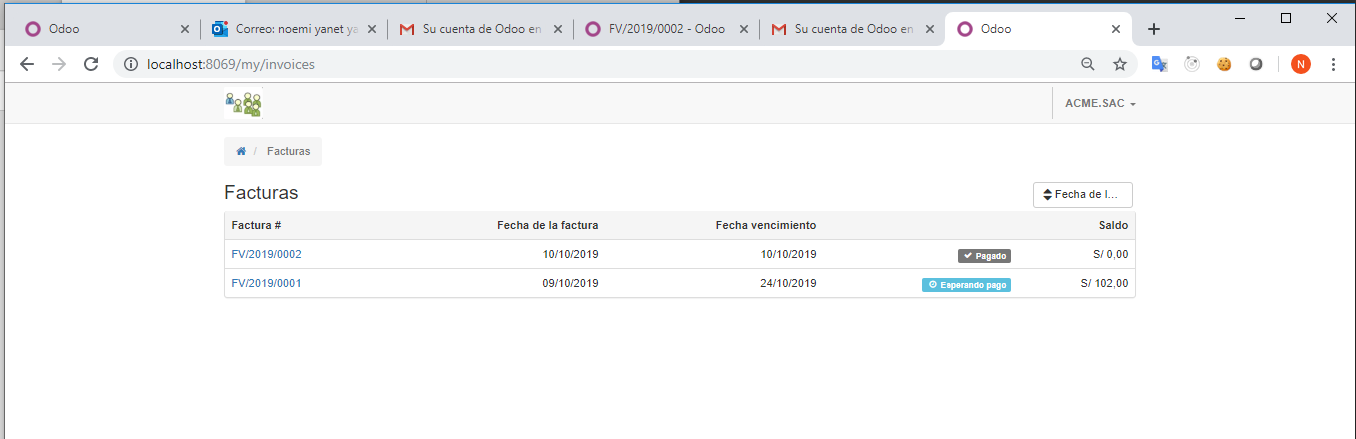 Odoo
Correo: noemi yanet ya
Su cuenta de Odoo en
FV/2019/0002 - Odoo
Su cuenta de Odoo en
Odoo
localhost:8069/my/invoices
N
ACME.SAC
/ Facturas
Facturas
Fecha de l...
Factura # Fecha de la factura Fecha vencimiento Saldo
FV/2019/0002 10/10/2019 10/10/2019 Pagado S/ 0,00
FV/2019/0001 09/10/2019 24/10/2019 Esperando pago S/ 102,00